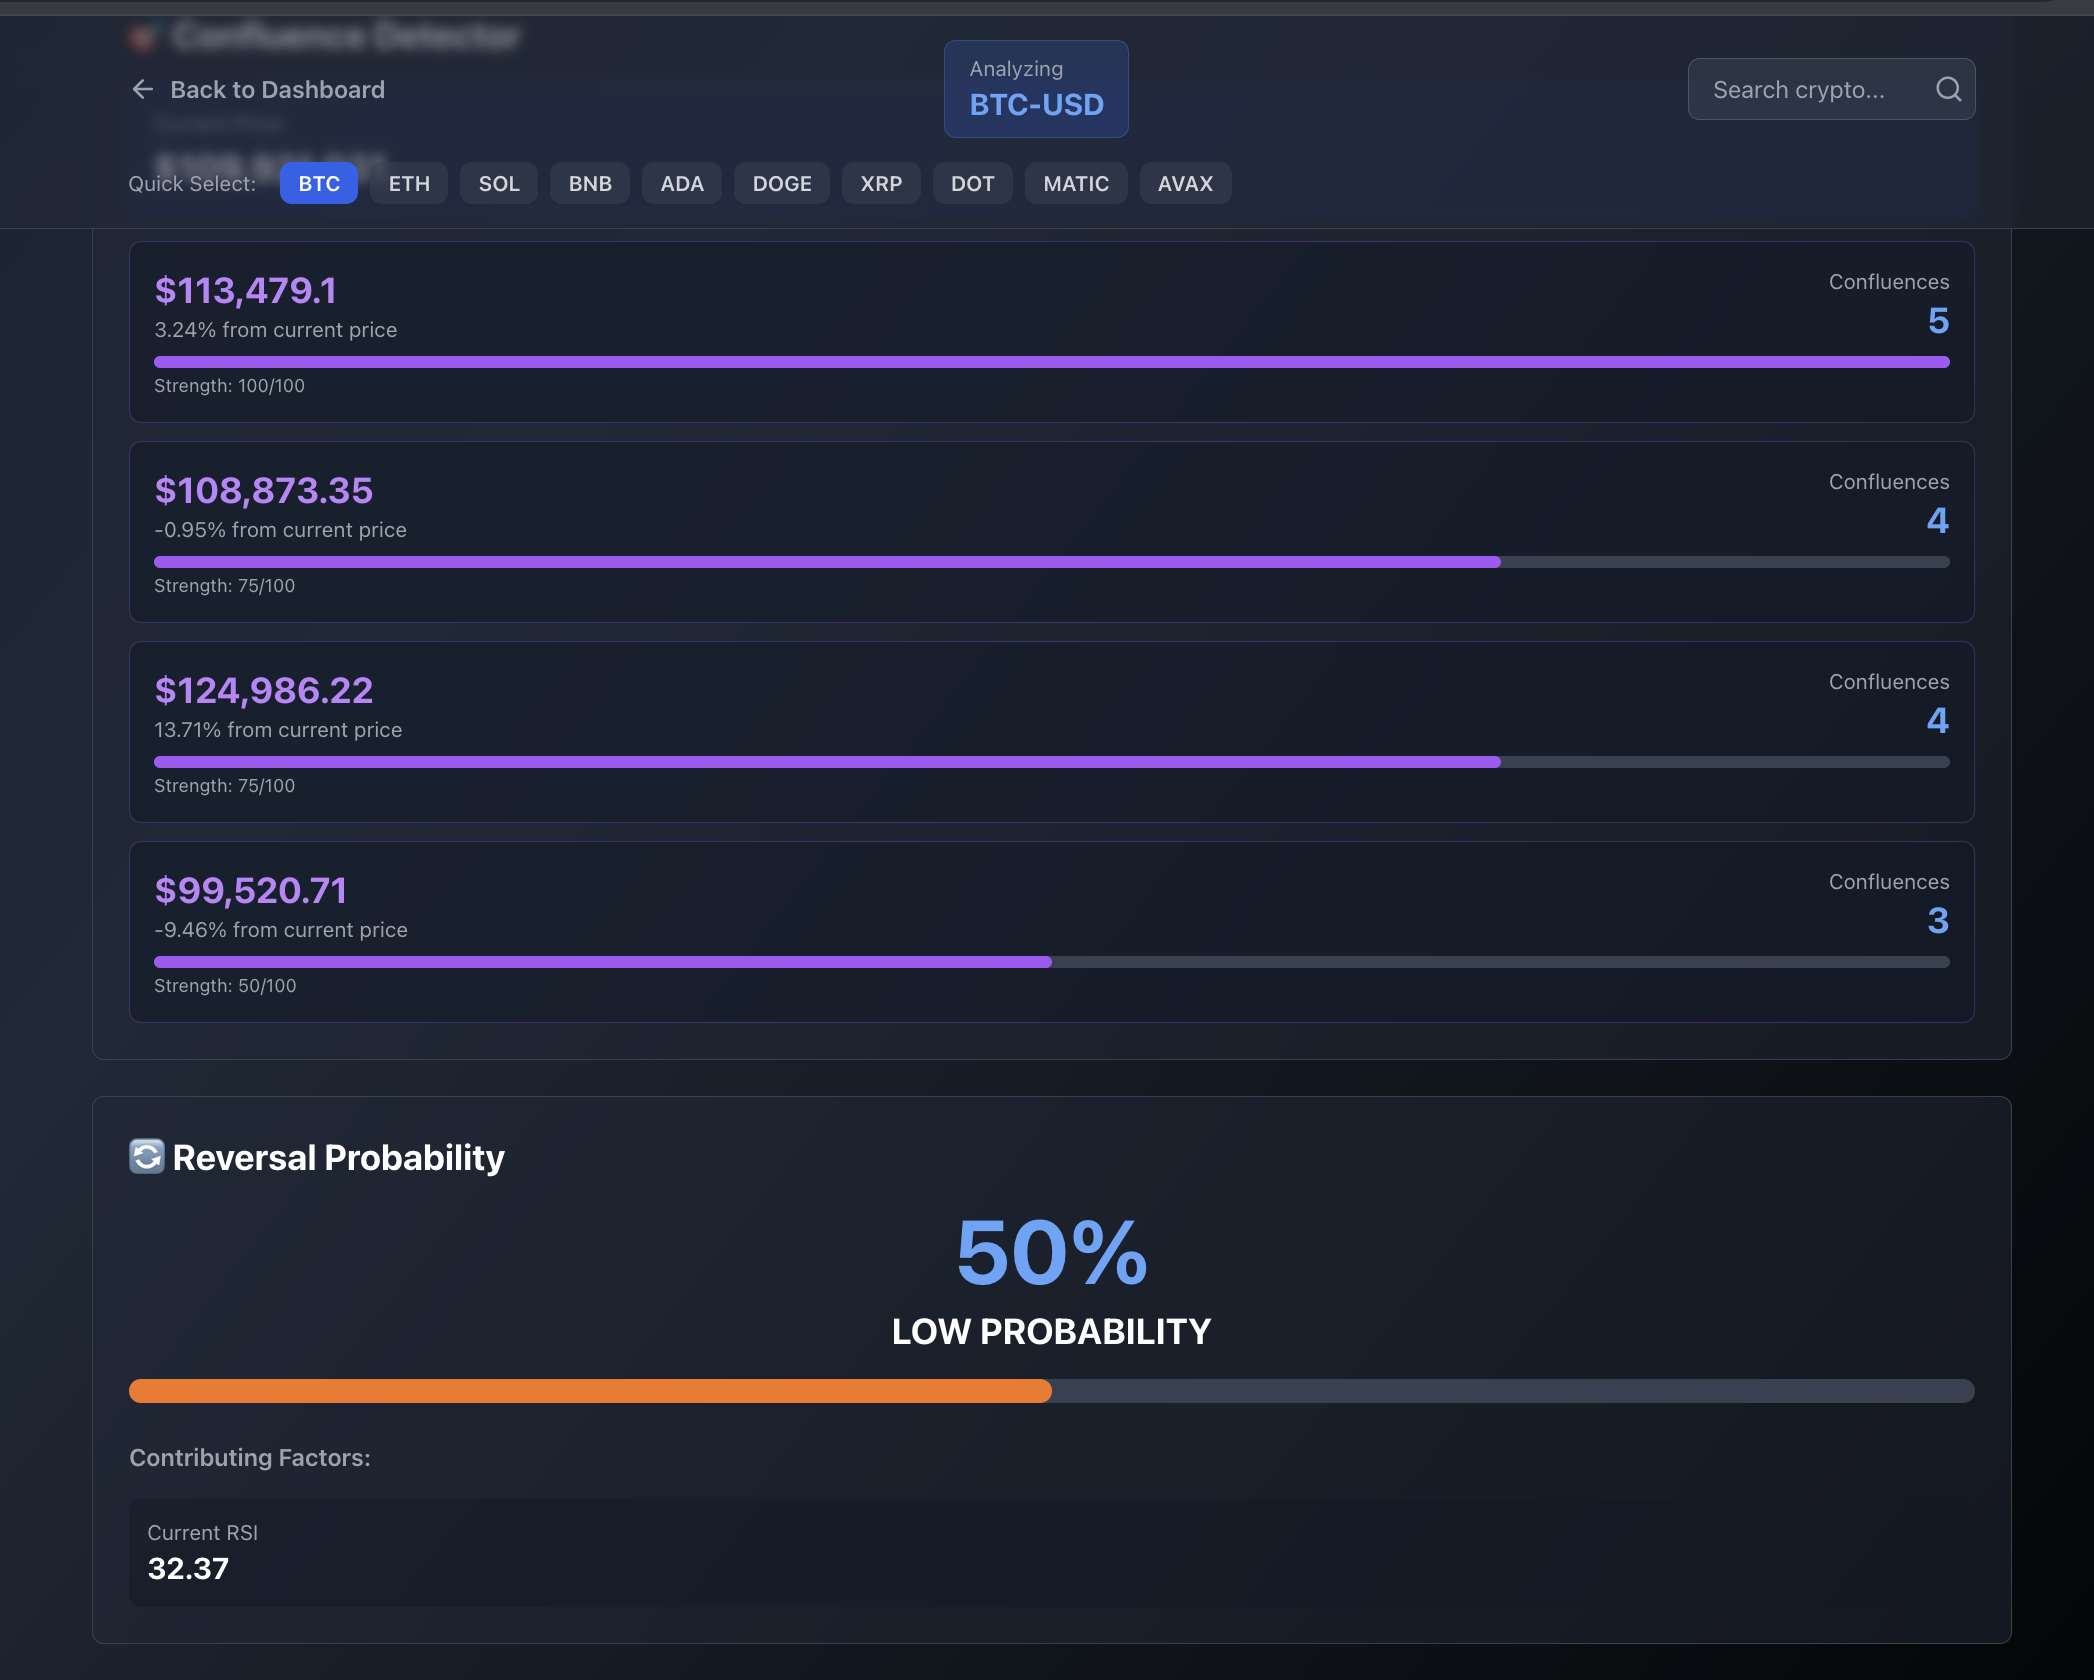 Confluence Detector
Back to Dashboard
Analyzing
BTC-USD
Search crypto...
Current Price
Quick Select:
BTC
ETH
SOL
BNB
ADA
DOGE
XRP
DOT
MATIC
AVAX
$113,479.1
3.24% from current price
Confluences
5
Strength: 100/100
$108,873.35
-0.95% from current price
Confluences
4
Strength: 75/100
$124,986.22
13.71% from current price
Confluences
4
Strength: 75/100
$99,520.71
-9.46% from current price
Confluences
3
Strength: 50/100
Reversal Probability
50%
LOW PROBABILITY
Contributing Factors:
Current RSI
32.37